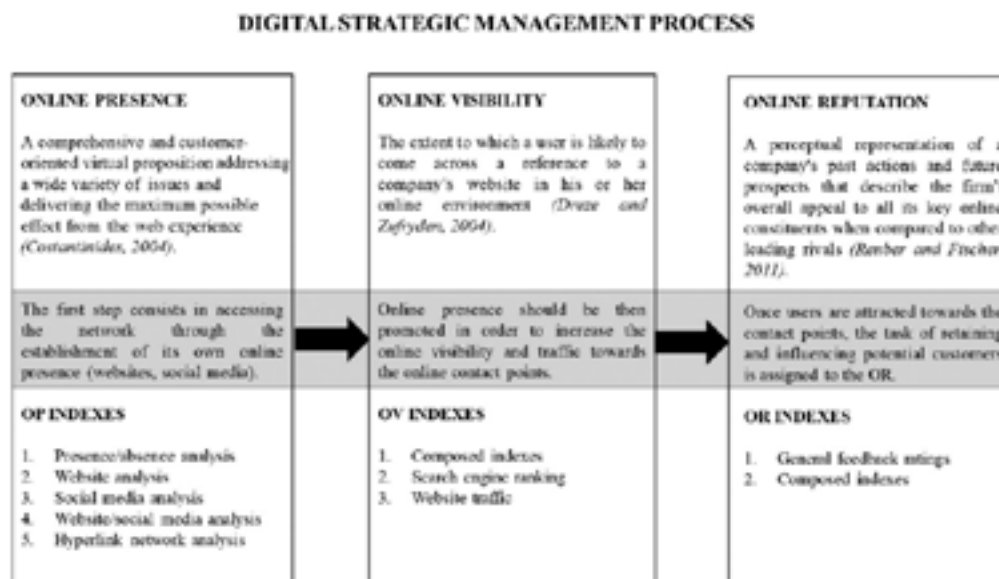 DIGITAL STRATEGIC MANAGEMENT PROCESS
ONLINE PRESENCE
A comprehensive and customer-
oriented virtual proposition addressing
a wide variety of issues and
delivering the maximum possible
effect from the web experience
(Costantinides, 2004).
The first step consists in accessing
the network through the
establishment of its own online
presence (websites, social media).
OP INDEXES
1. Presence/absence analysis
2. Website analysis
3. Social media analysis
4. Website/social media analysis
5. Hyperlink network analysis
ONLINE VISIBILITY
The extent to which a user is likely to
come across a reference to a
company's website in his or her
online environment (Dreze and
Zufryden, 2004).
Online presence should be then
promoted in order to increase the
online visibility and traffic towards
the online contact points.
OV INDEXES
1. Composed indexes
2. Search engine ranking
3. Website traffic
ONLINE REPUTATION
A perceptual representation of a
company's past actions and future
prospects that describe the firm's
overall appeal to all its key online
constituents when compared to other
leading rivals (and Fischer,
2011).
Once users are attracted towards the
contact points, the task of retaining
and influencing potential customers
is assigned to the OR.
OR INDEXES
1. General feedback ratings
2. Composed indexes